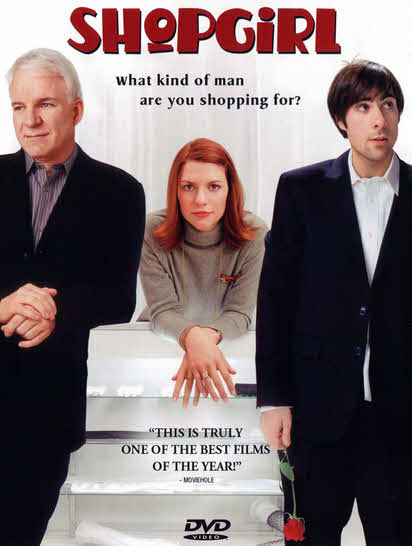 SHOPGiRL
What kind of man
are you shopping for?
“THIS IS TRULY
ONE OF THE BEST FILMS
OF THE YEAR!”
- MOVIEHOLE
DVD
VIDEO